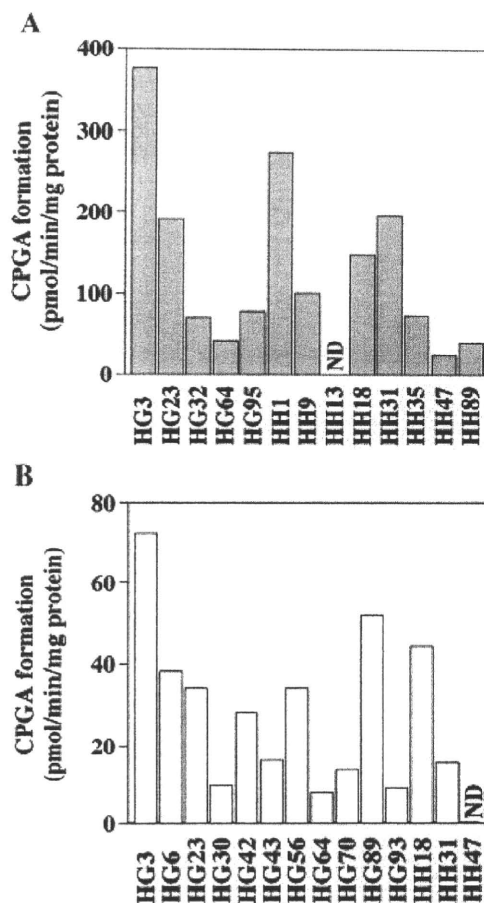 A
CPGA formation
(pmol/min/mg protein)
400
300
200
100
0
ND
HG3 HG23 HG32 HG64 HG95 HH1 HH9 HH13 HH18 HH31 HH35 HH47 HH89
B
CPGA formation
(pmol/min/mg protein)
80
60
40
20
0
ND
HG3 HG6 HG23 HG30 HG42 HG43 HG56 HG64 HG70 HG89 HG93 HH18 HH31 HH47